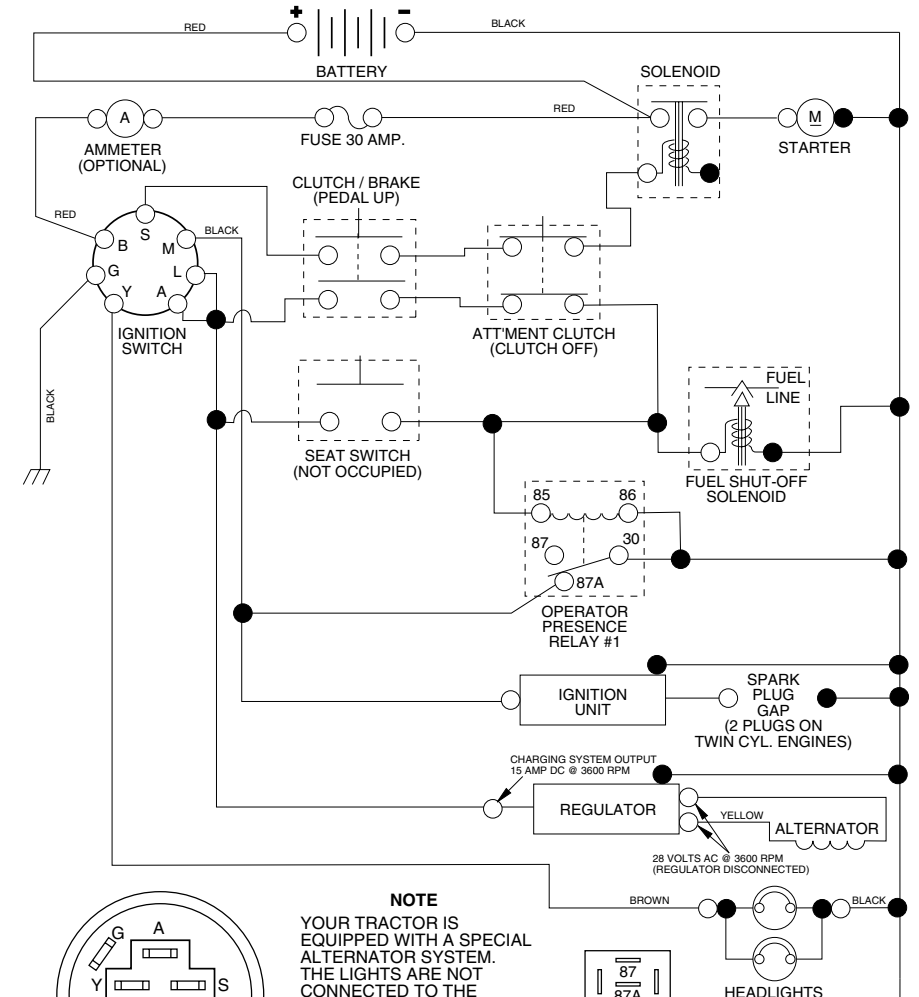 +
-
RED
BLACK
BATTERY
SOLENOID
RED
A
M
AMMETER
(OPTIONAL)
FUSE 30 AMP.
STARTER
CLUTCH / BRAKE
(PEDAL UP)
RED
S
BLACK
B
M
G
L
Y
A
IGNITION
SWITCH
ATT'MENT CLUTCH
(CLUTCH OFF)
BLACK
FUEL
LINE
SEAT SWITCH
(NOT OCCUPIED)
FUEL SHUT-OFF
SOLENOID
85
86
87
30
87A
OPERATOR
PRESENCE
RELAY #1
IGNITION
UNIT
SPARK
PLUG
GAP
(2 PLUGS ON
TWIN CYL. ENGINES)
CHARGING SYSTEM OUTPUT
15 AMP DC @ 3600 RPM
REGULATOR
YELLOW
ALTERNATOR
28 VOLTS AC @ 3600 RPM
(REGULATOR DISCONNECTED)
BROWN
BLACK
HEADLIGHTS
NOTE
YOUR TRACTOR IS
EQUIPPED WITH A SPECIAL
ALTERNATOR SYSTEM.
THE LIGHTS ARE NOT
CONNECTED TO THE
G
A
Y
S
87
87A